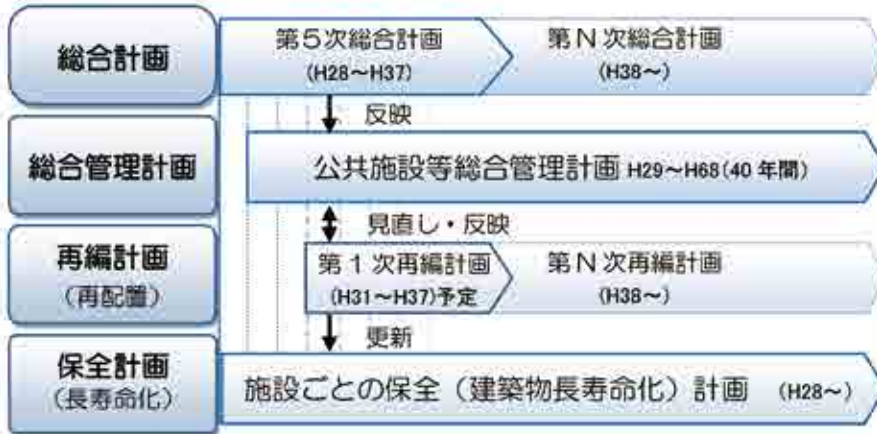 総合計画
第5次総合計画
(H28～H37)
第N次総合計画
(H38～)
反映
総合管理計画
公共施設等総合管理計画 H29～H68(40年間)
見直し・反映
再編計画
(再配置)
第1次再編計画
(H31～H37)予定
第N次再編計画
(H38～)
更新
保全計画
(長寿命化)
施設ごとの保全（建築物長寿命化）計画 (H28～)